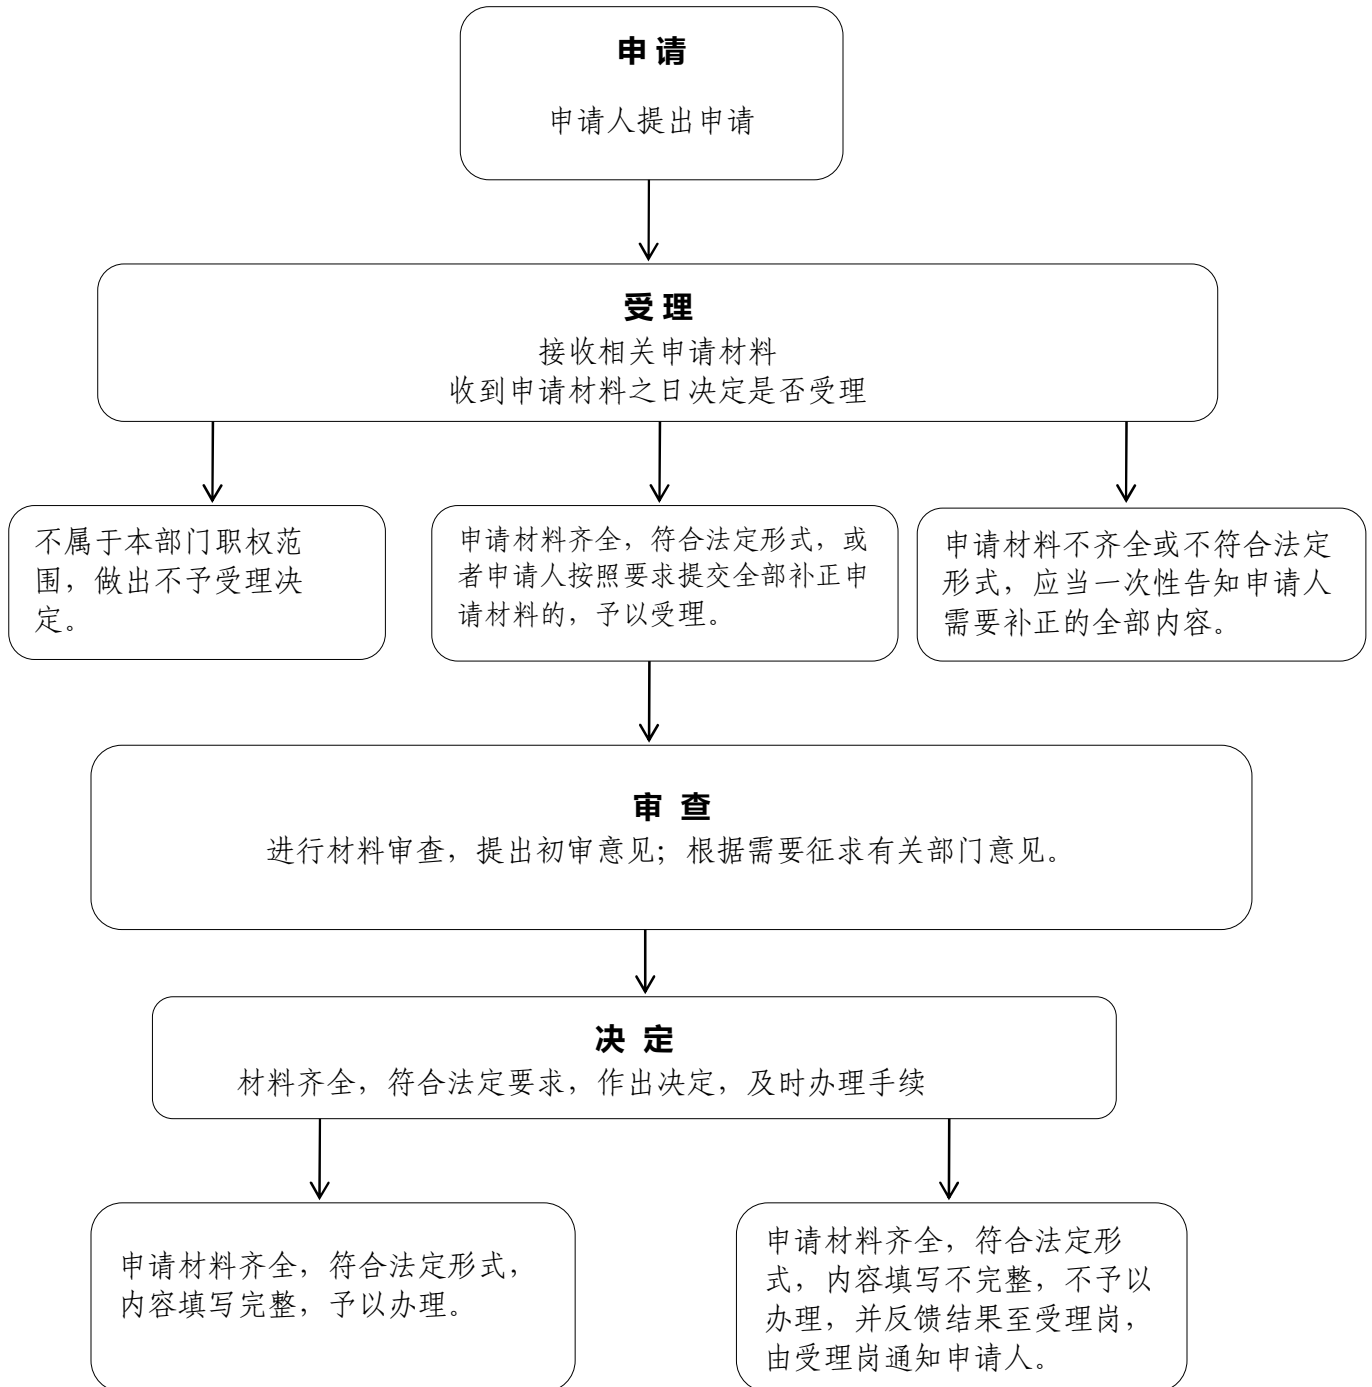 申 请
申请人提出申请
受 理
接收相关申请材料
收到申请材料之日决定是否受理
不属于本部门职权范
围，做出不予受理决
定。
申请材料齐全，符合法定形式，或
者申请人按照要求提交全部补正申
请材料的，予以受理。
申请材料不齐全或不符合法定
形式，应当一次性告知申请人
需要补正的全部内容。
审 查
进行材料审查，提出初审意见；根据需要征求有关部门意见。
决 定
材料齐全，符合法定要求，作出决定，及时办理手续
申请材料齐全，符合法定形式，
内容填写完整，予以办理。
申请材料齐全，符合法定形
式，内容填写不完整，不予以
办理，并反馈结果至受理岗，
由受理岗通知申请人。